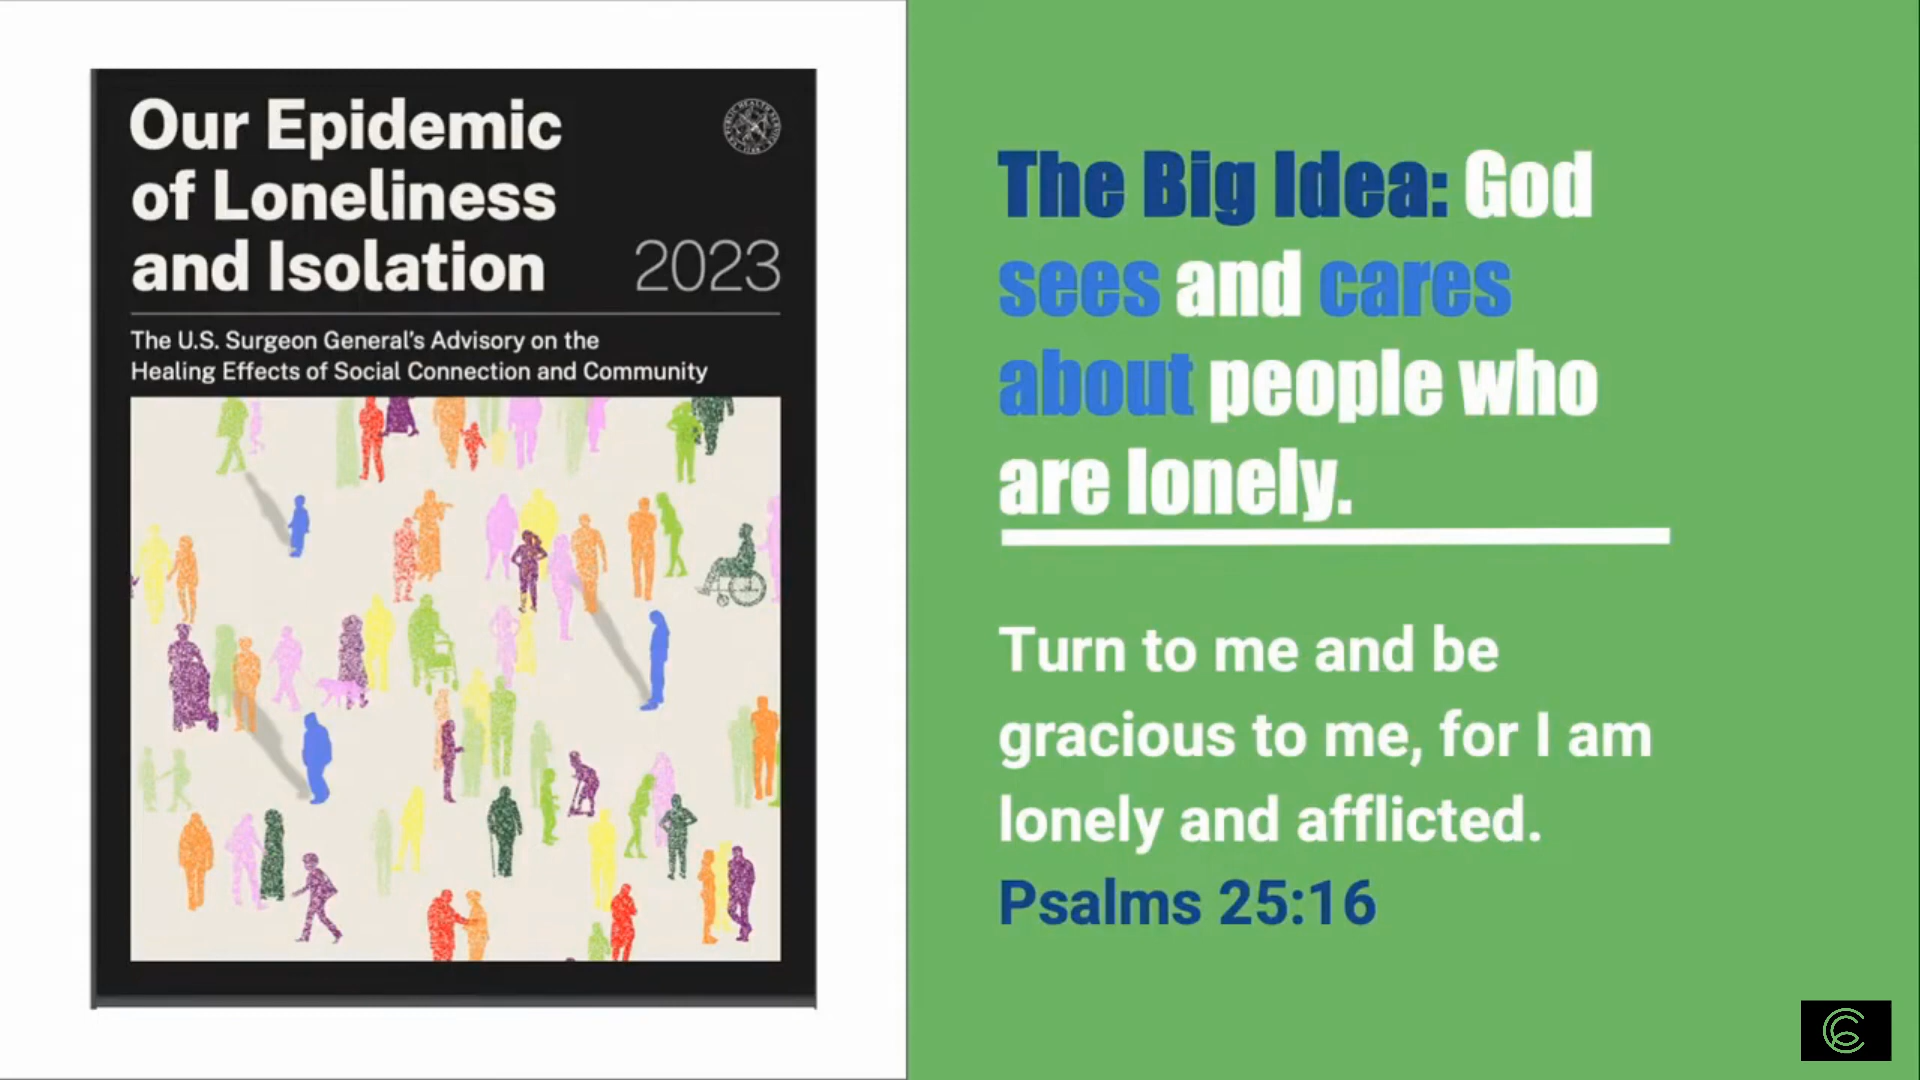 Our Epidemic
of Loneliness
and Isolation
2023
The U.S. Surgeon General's Advisory on the
Healing Effects of Social Connection and Community
The Big Idea: God
sees and cares
about people who
are lonely.
Turn to me and be
gracious to me, for I am
lonely and afflicted.
Psalms 25:16